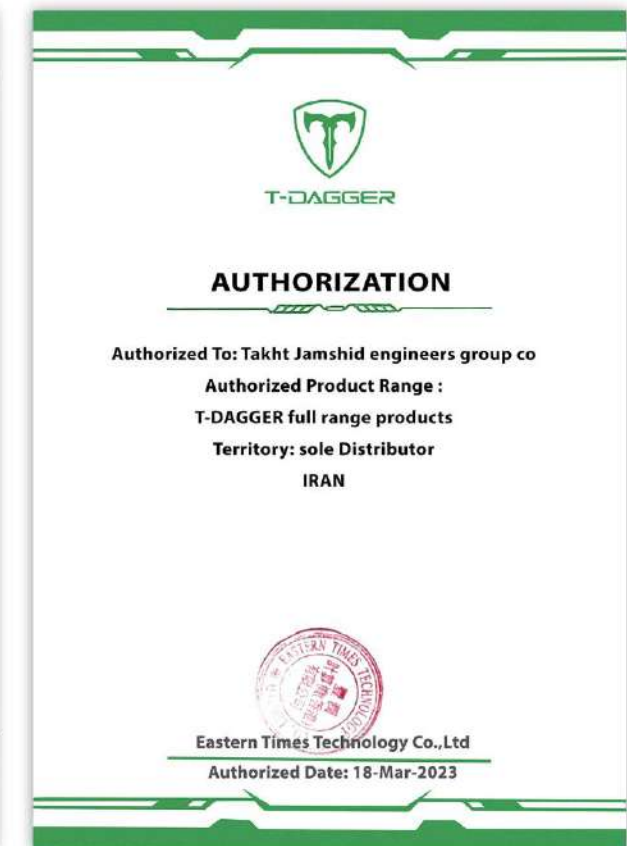 T-DAGGER
AUTHORIZATION
Authorized To: Takht Jamshid engineers group co
Authorized Product Range :
T-DAGGER full range products
Territory: sole Distributor
IRAN
EASTERN TIMES TECHNOLOGY
Eastern Times Technology Co.,Ltd
Authorized Date: 18-Mar-2023